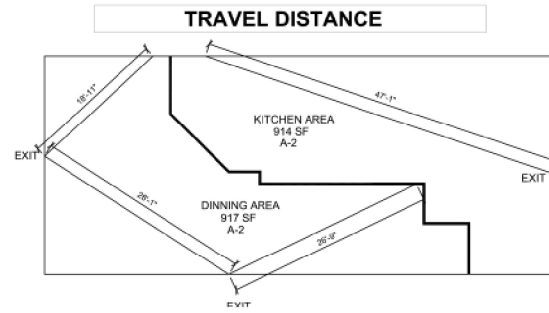 TRAVEL DISTANCE
18'-11"
47'-1"
KITCHEN AREA
914 SF
A-2
EXIT
EXIT
28'-1"
DINNING AREA
917 SF
A-2
26'-9"
EXIT